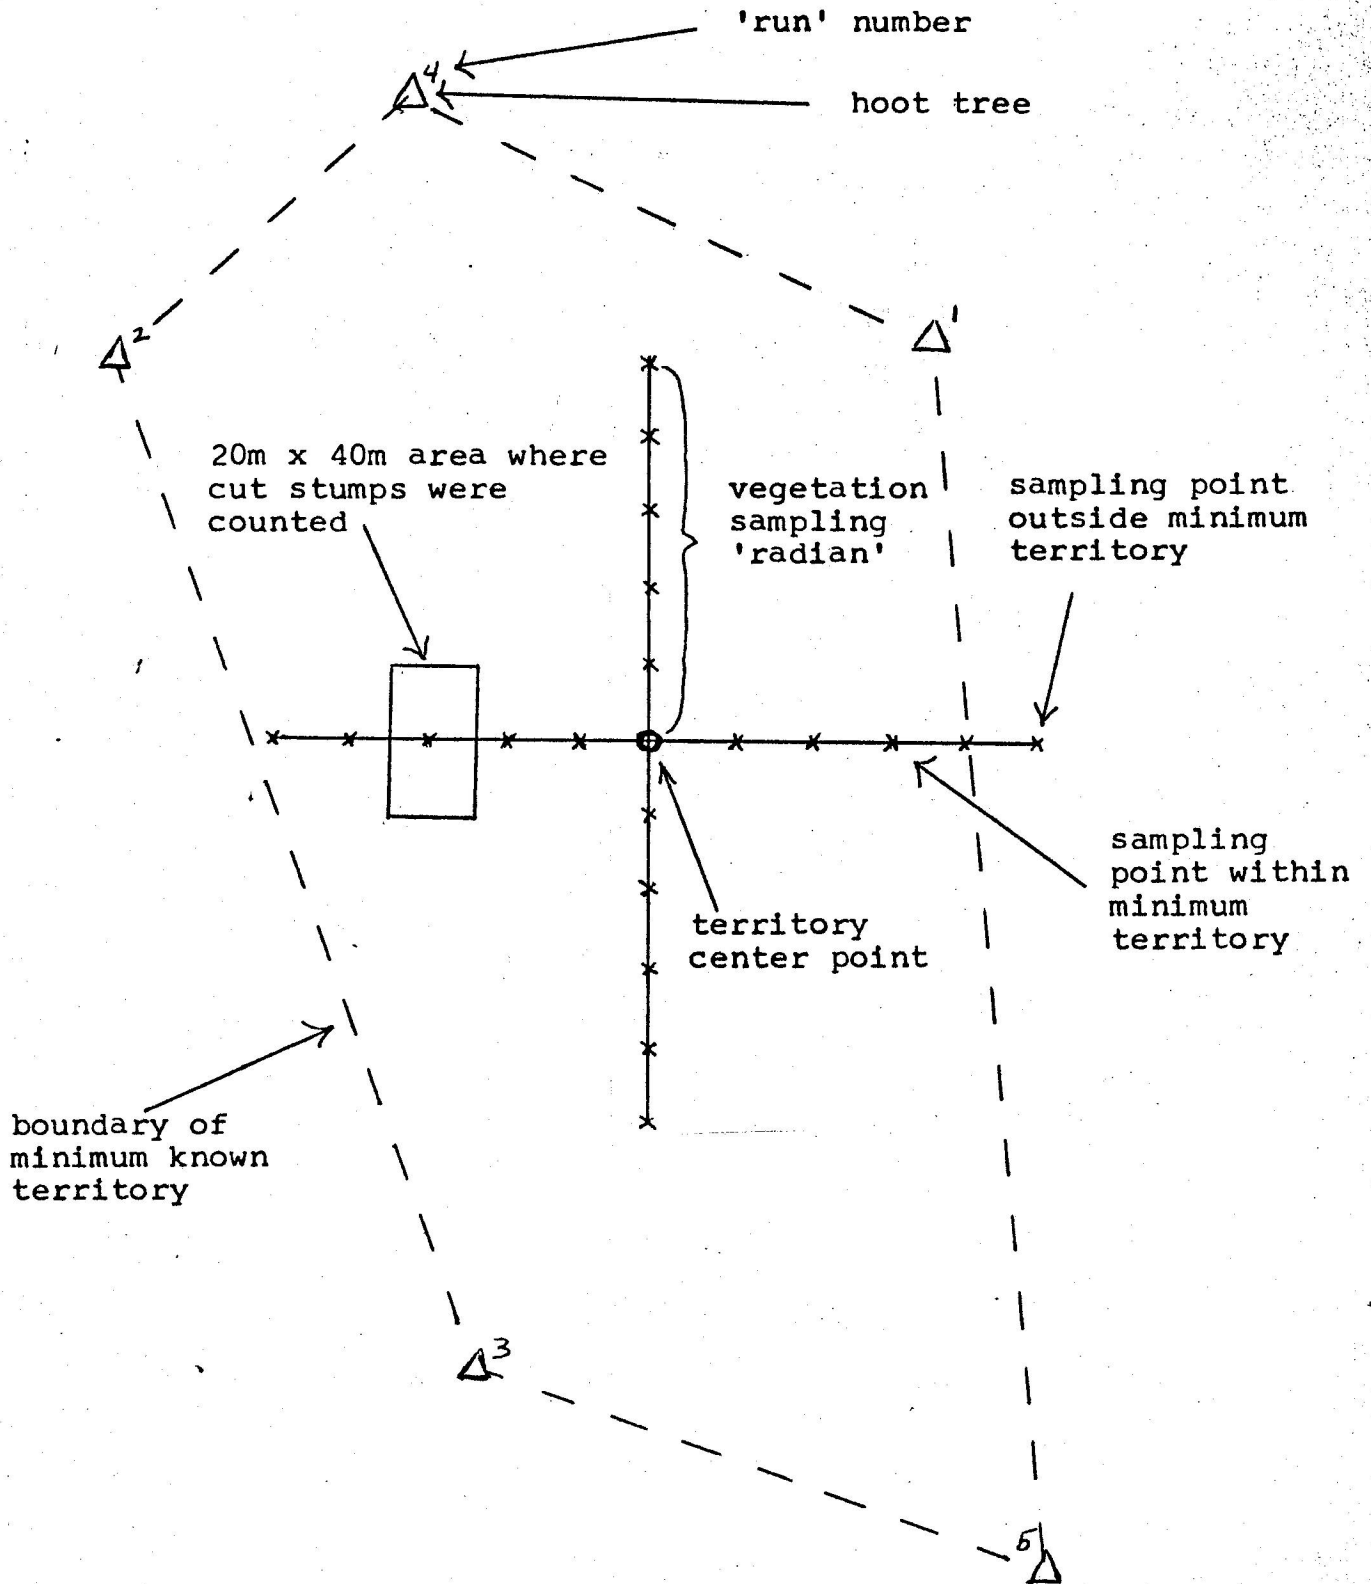 'run' number
4
hoot tree
2
1
20m x 40m area where
cut stumps were
counted
vegetation
sampling
'radian'
sampling point
outside minimum
territory
sampling
point within
minimum
territory
territory
center point
boundary of
minimum known
territory
3
5